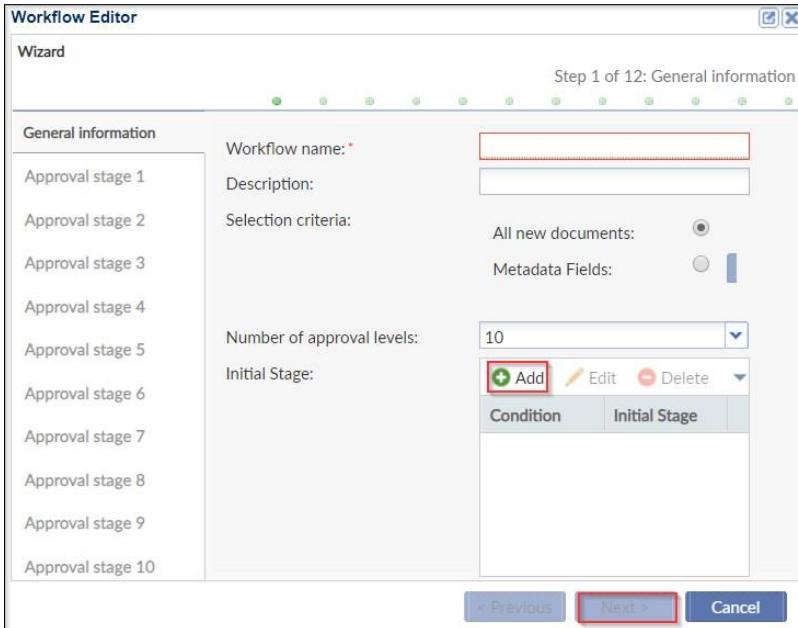 Workflow Editor
Wizard
Step 1 of 12: General information
General information
Approval stage 1
Approval stage 2
Approval stage 3
Approval stage 4
Approval stage 5
Approval stage 6
Approval stage 7
Approval stage 8
Approval stage 9
Approval stage 10
Workflow name:*
Description:
Selection criteria:
All new documents:
Metadata Fields:
Number of approval levels:
10
Initial Stage:
Add Edit Delete
Condition Initial Stage
< Previous Next > Cancel